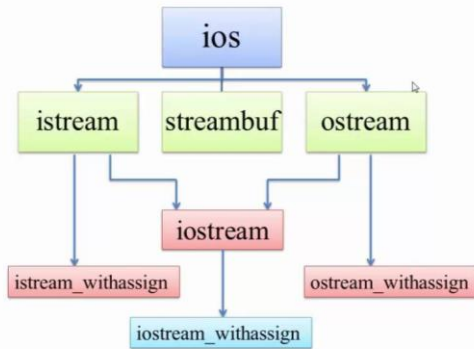 ios
istream
streambuf
ostream
iostream
istream_withassign
ostream_withassign
iostream_withassign